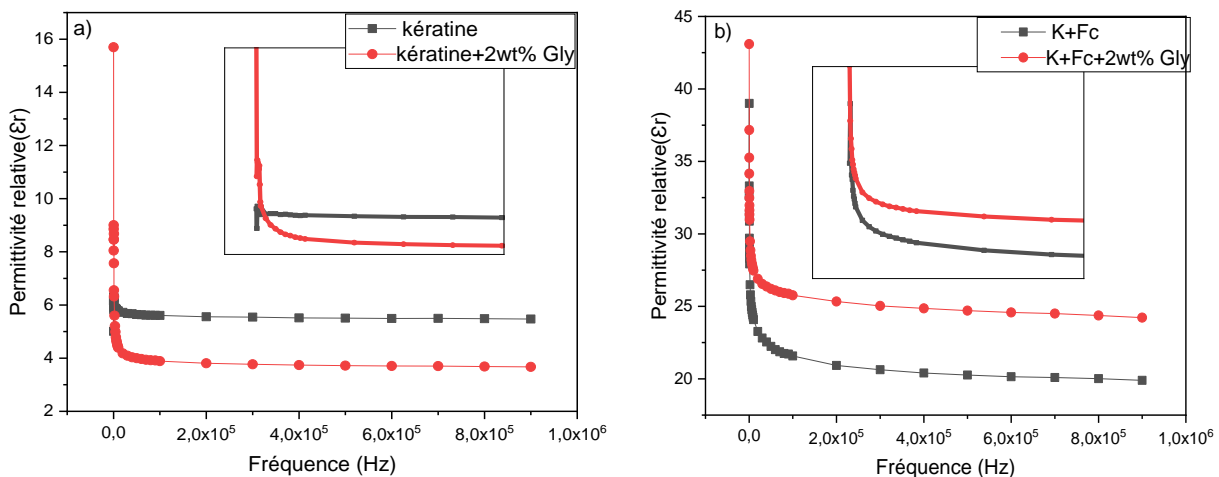 a)
kératine
kératine+2wt% Gly
Permittivité relative(Ɛr)
16
14
12
10
8
6
4
2
0,0
2,0x10⁵
4,0x10⁵
6,0x10⁵
8,0x10⁵
1,0x10⁶
Fréquence (Hz)
b)
K+Fc
K+Fc+2wt% Gly
Permittivité relative(Ɛr)
45
40
35
30
25
20
0,0
2,0x10⁵
4,0x10⁵
6,0x10⁵
8,0x10⁵
1,0x10⁶
Fréquence (Hz)